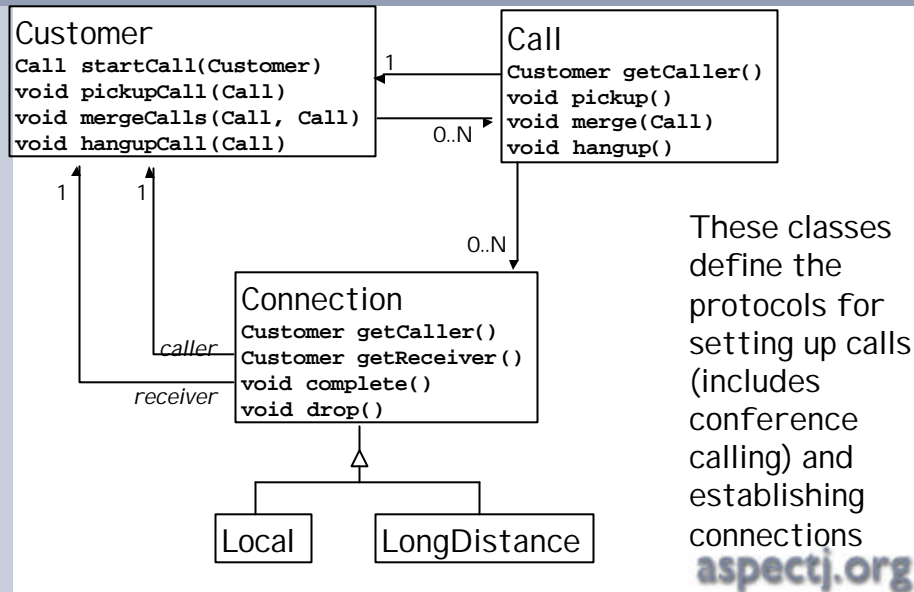 Customer
Call startCall(Customer)
void pickupCall(Call)
void mergeCalls(Call, Call)
void hangupCall(Call)
1
0..N
Call
Customer getCaller()
void pickup()
void merge(Call)
void hangup()
1
1
0..N
Connection
Customer getCaller()
Customer getReceiver()
void complete()
void drop()
caller
receiver
Local
LongDistance
These classes
define the
protocols for
setting up calls
(includes
conference
calling) and
establishing
connections
aspectj.org